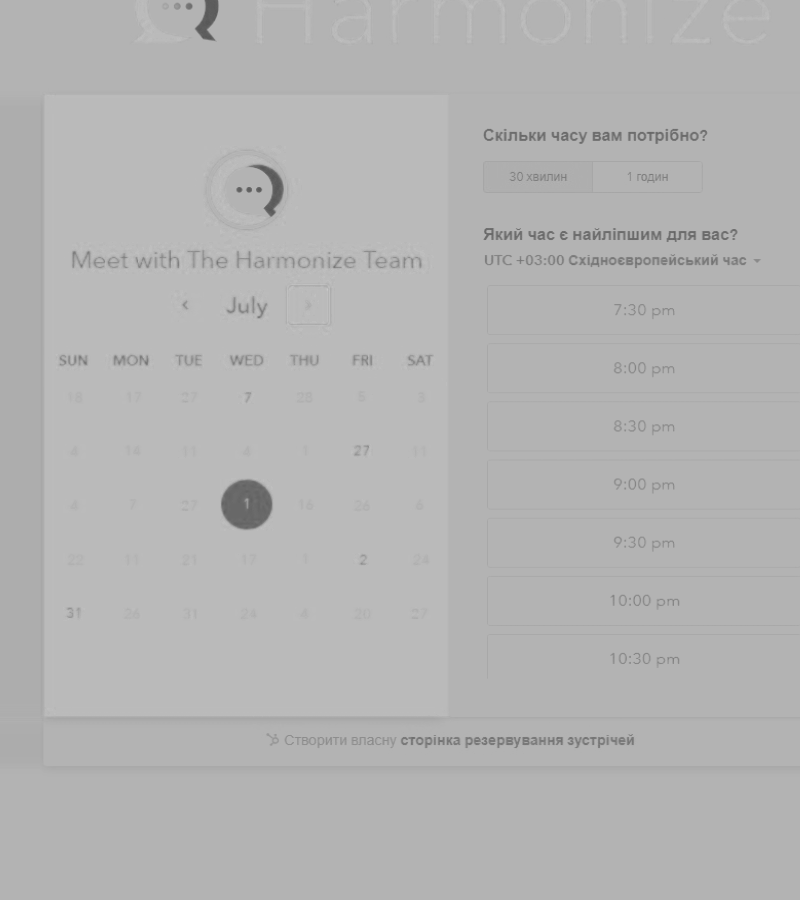 Harmonize
Meet with The Harmonize Team
July
SUN MON TUE WED THU FRI SAT
18 17 27 7 28 8 3
4 14 11 4 1 27 11
4 7 27 1 16 26 6
23 11 21 17 1 2 24
31 26 31 24 4 20 27
Скільки часу вам потрібно?
30 хвилин 1 годин
Який час є найліпшим для вас?
UTC +03:00 Східноєвропейський час
7:30 pm
8:00 pm
8:30 pm
9:00 pm
9:30 pm
10:00 pm
10:30 pm
Створити власну сторінка резервування зустрічей